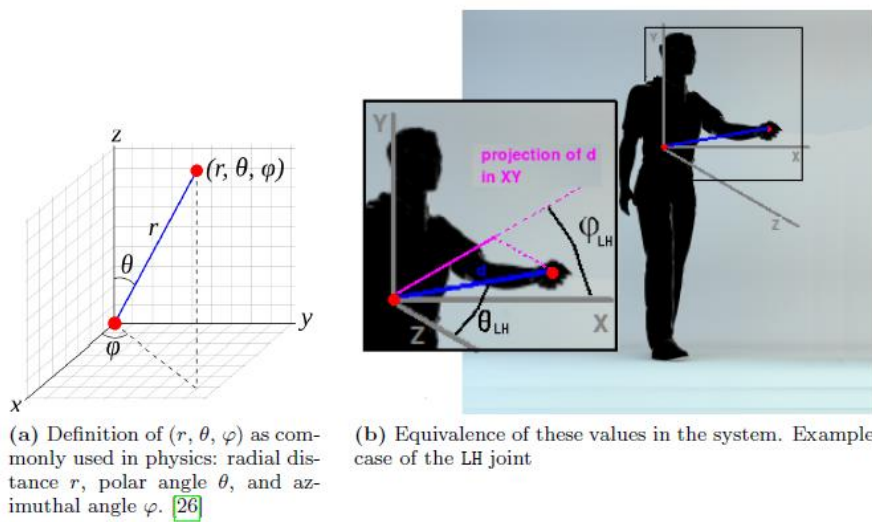 z
(r, θ, φ)
r
θ
y
φ
x
Y
X
Z
Y
projection of d
in XY
φLH
d
X
Z
θLH
(a) Definition of (r, θ, φ) as com-
monly used in physics: radial dis-
tance r, polar angle θ, and az-
imuthal angle φ. [26]
(b) Equivalence of these values in the system. Example
case of the LH joint